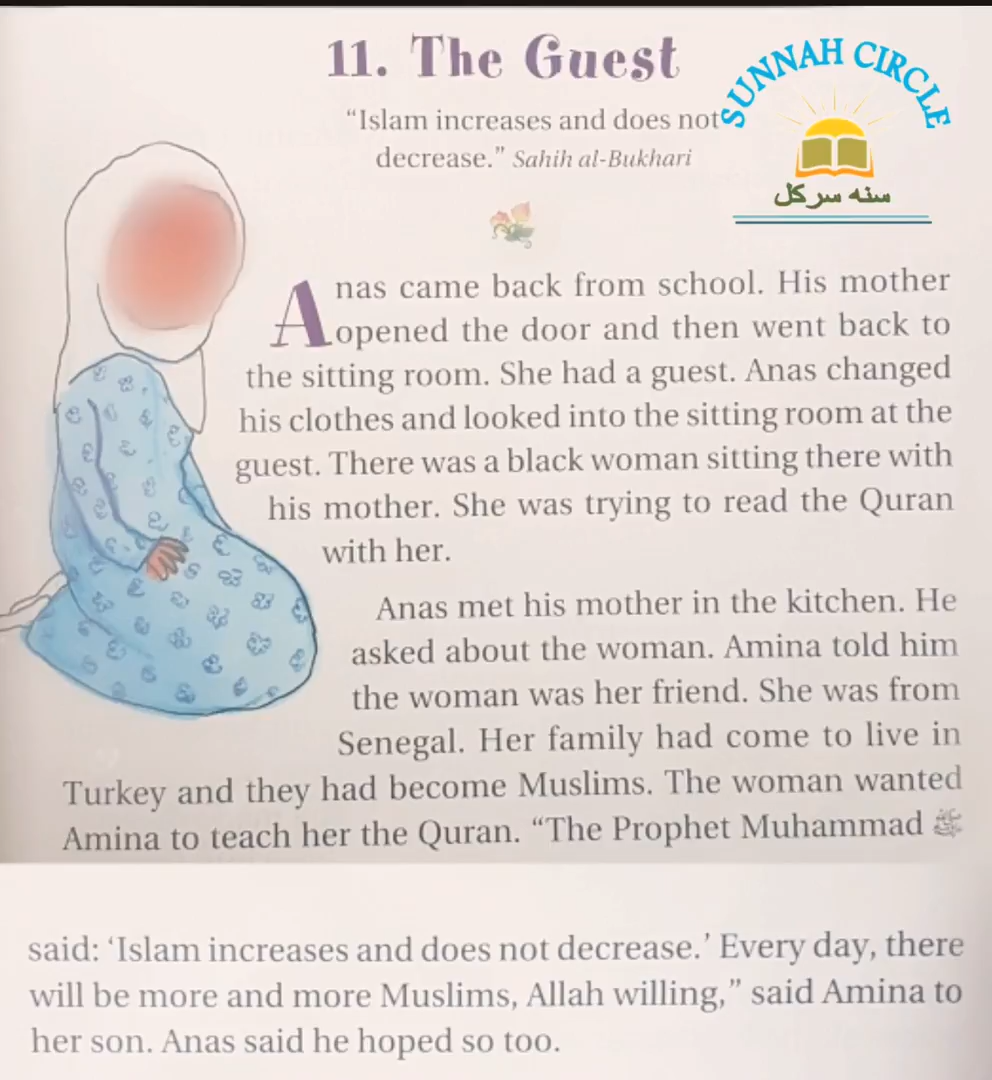 11. The Guest
SUNNAH CIRCLE
“Islam increases and does not
decrease.” Sahih al-Bukhari
سنه سرکل
Anas came back from school. His mother
opened the door and then went back to
the sitting room. She had a guest. Anas changed
his clothes and looked into the sitting room at the
guest. There was a black woman sitting there with
his mother. She was trying to read the Quran
with her.
Anas met his mother in the kitchen. He
asked about the woman. Amina told him
the woman was her friend. She was from
Senegal. Her family had come to live in
Turkey and they had become Muslims. The woman wanted
Amina to teach her the Quran. “The Prophet Muhammad ﷺ
said: ‘Islam increases and does not decrease.’ Every day, there
will be more and more Muslims, Allah willing,” said Amina to
her son. Anas said he hoped so too.